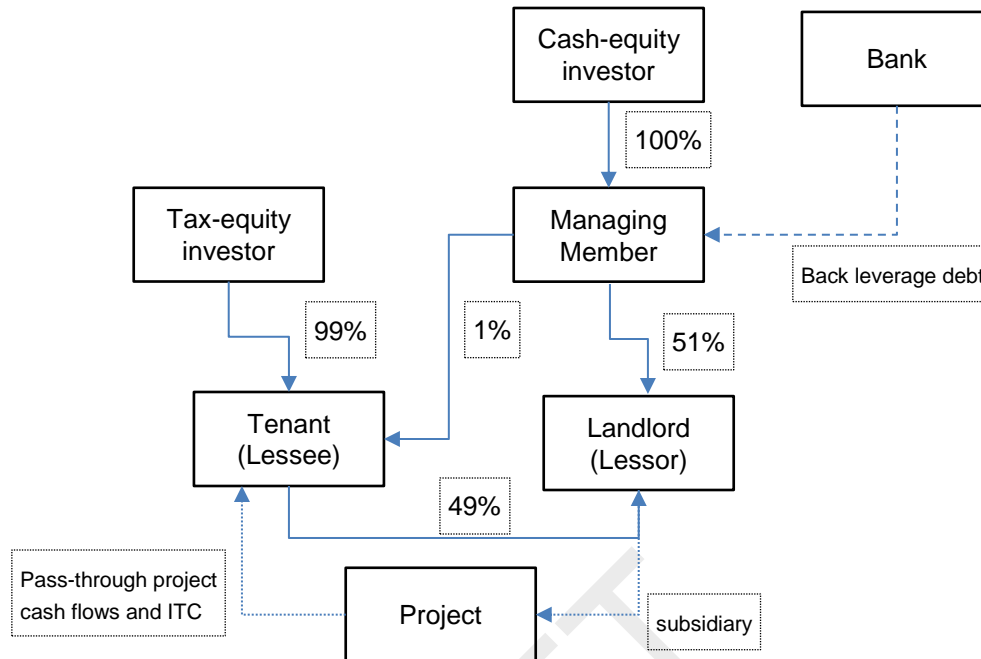 Cash-equity
investor
Bank
100%
Tax-equity
investor
Managing
Member
Back leverage debt
99%
1%
51%
Tenant
(Lessee)
Landlord
(Lessor)
49%
Pass-through project
cash flows and ITC
Project
subsidiary